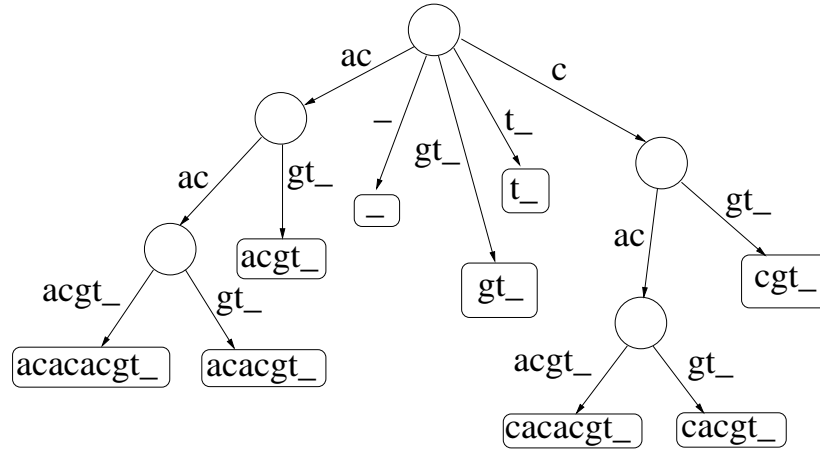 ac
c
_
t_
gt_
ac
gt_
_
t_
ac
gt_
acgt_
gt_
cgt_
acgt_
gt_
acacacgt_
acacgt_
acgt_
gt_
cacacgt_
cacgt_